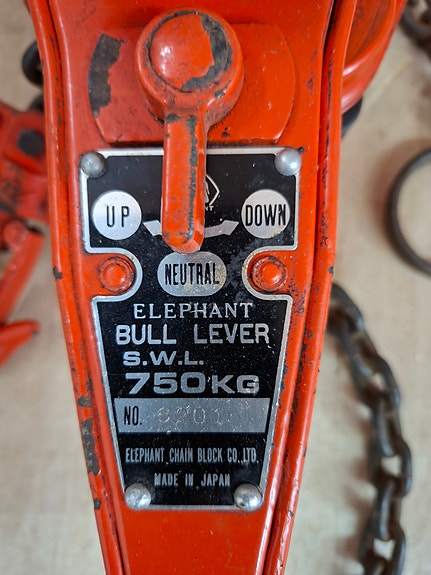 UP
DOWN
NEUTRAL
ELEPHANT
BULL LEVER
S.W.L.
750KG
NO.
ELEPHANT CHAIN BLOCK CO.,LTD.
MADE IN JAPAN